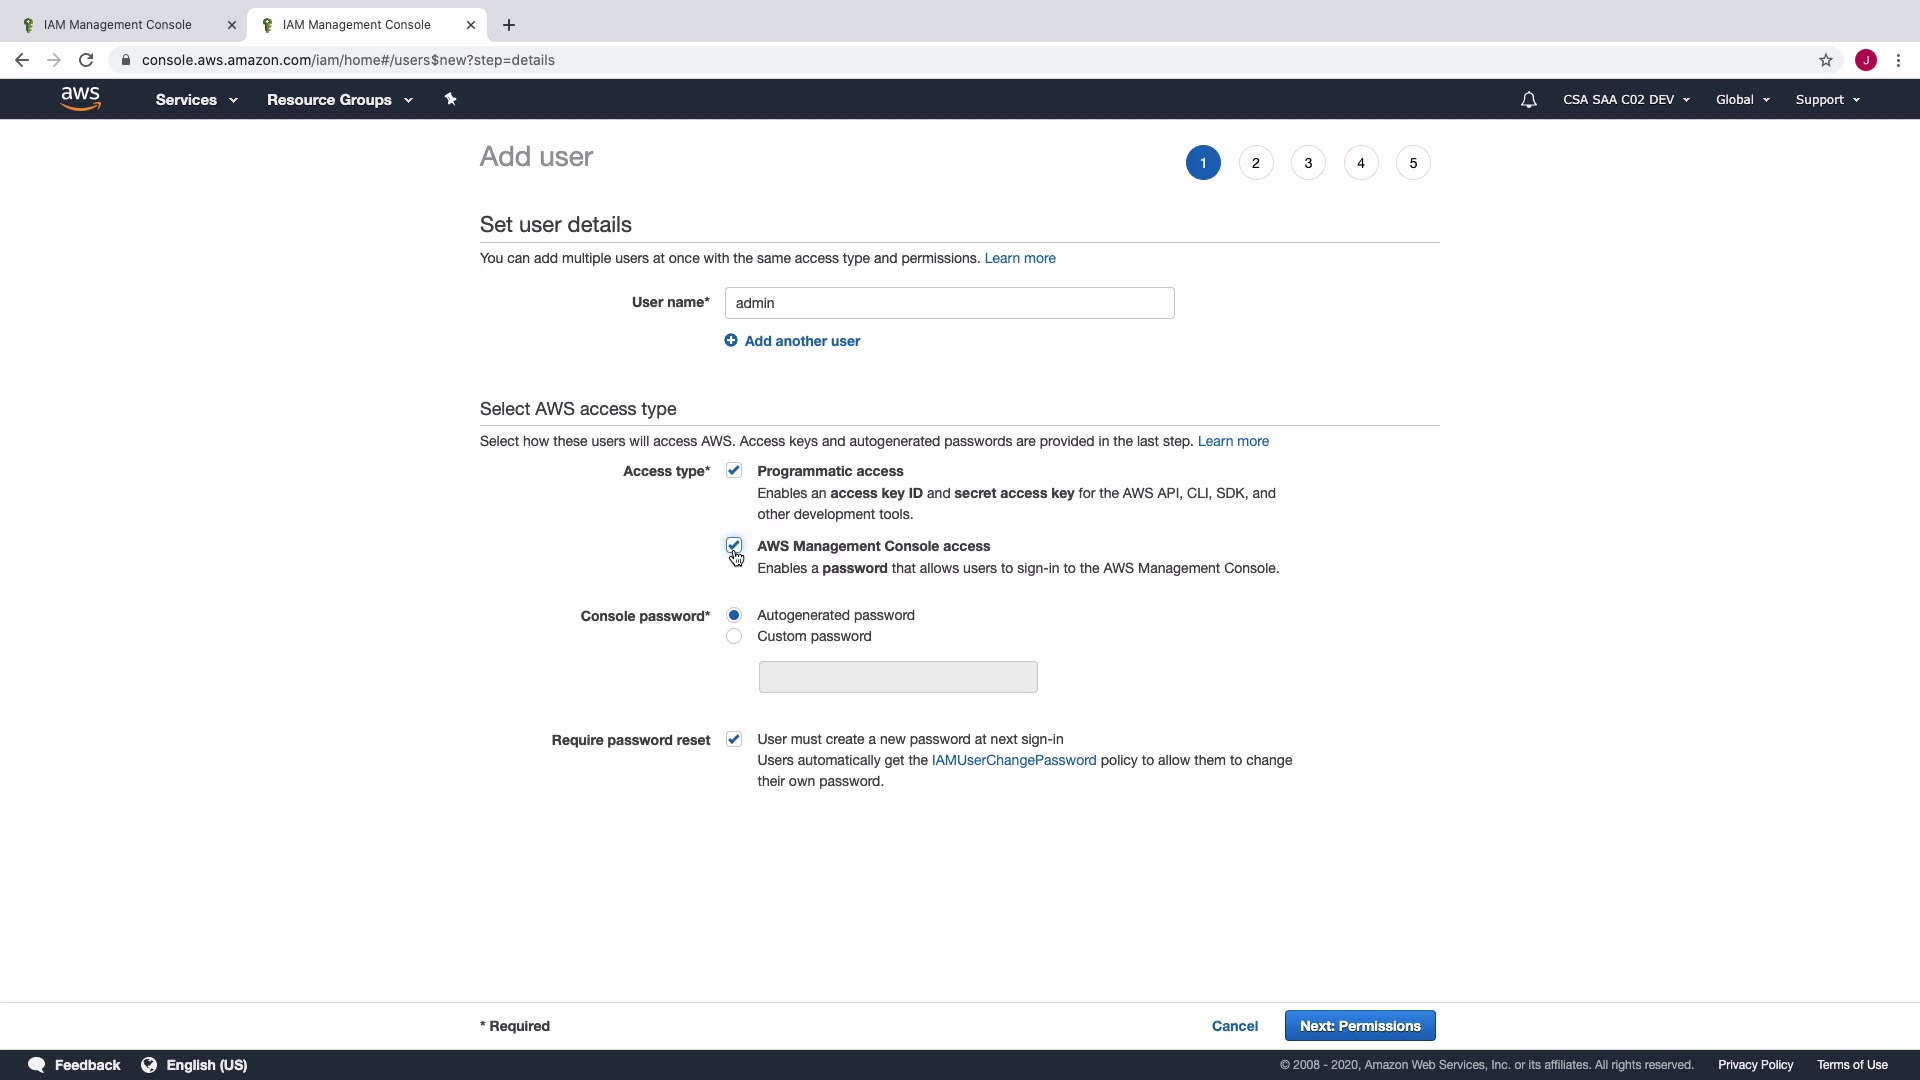 IAM Management Console
IAM Management Console
console.aws.amazon.com/iam/home#/users$new?step=details
J
aws
Services
Resource Groups
CSA SAA C02 DEV
Global
Support
Add user
1
2
3
4
5
Set user details
You can add multiple users at once with the same access type and permissions. Learn more
User name*
admin
Add another user
Select AWS access type
Select how these users will access AWS. Access keys and autogenerated passwords are provided in the last step. Learn more
Access type*
Programmatic access
Enables an access key ID and secret access key for the AWS API, CLI, SDK, and
other development tools.
AWS Management Console access
Enables a password that allows users to sign-in to the AWS Management Console.
Console password*
Autogenerated password
Custom password
Require password reset
User must create a new password at next sign-in
Users automatically get the IAMUserChangePassword policy to allow them to change
their own password.
* Required
Cancel
Next: Permissions
Feedback
English (US)
© 2008 - 2020, Amazon Web Services, Inc. or its affiliates. All rights reserved.
Privacy Policy
Terms of Use